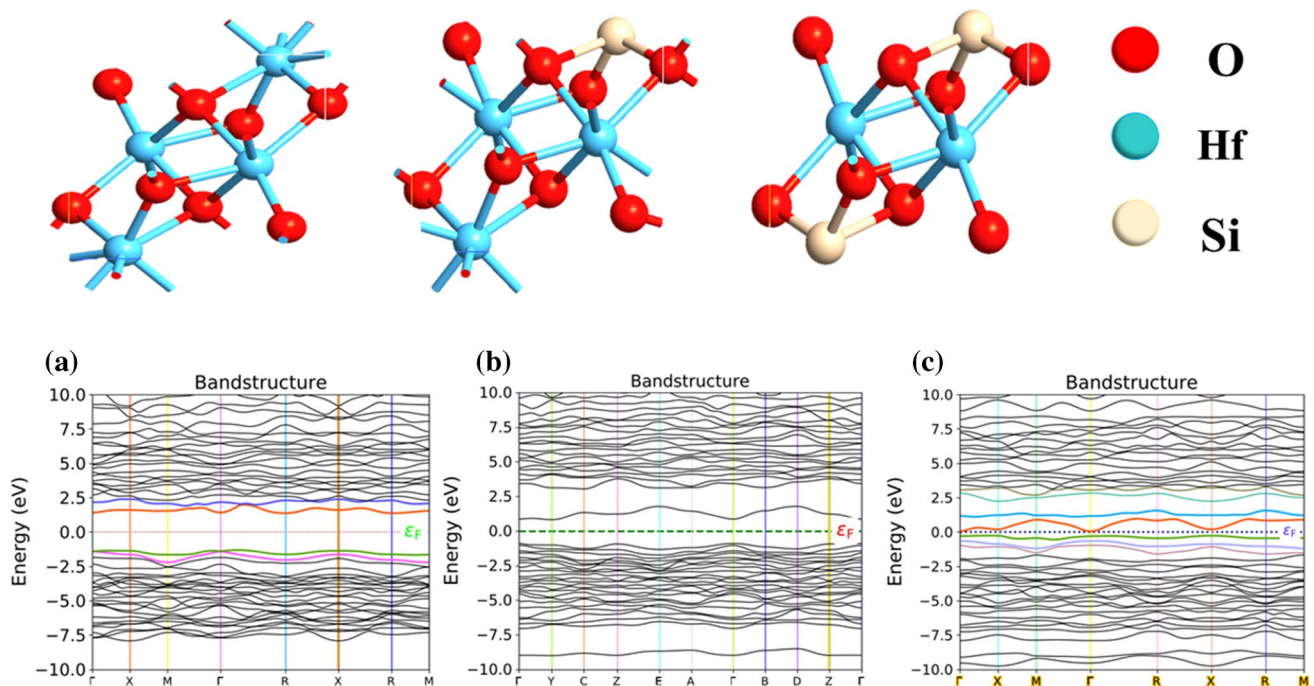 O
Hf
Si
(a)
Bandstructure
Energy (eV)
10.0
7.5
5.0
2.5
0.0
−2.5
−5.0
−7.5
−10.0
εF
Γ X M Γ R X R M
(b)
Bandstructure
Energy (eV)
10.0
7.5
5.0
2.5
0.0
−2.5
−5.0
−7.5
−10.0
εF
Γ Y C Z E A Γ B D Z Γ
(c)
Bandstructure
Energy (eV)
10.0
7.5
5.0
2.5
0.0
−2.5
−5.0
−7.5
−10.0
εF
Γ X M Γ R X R M